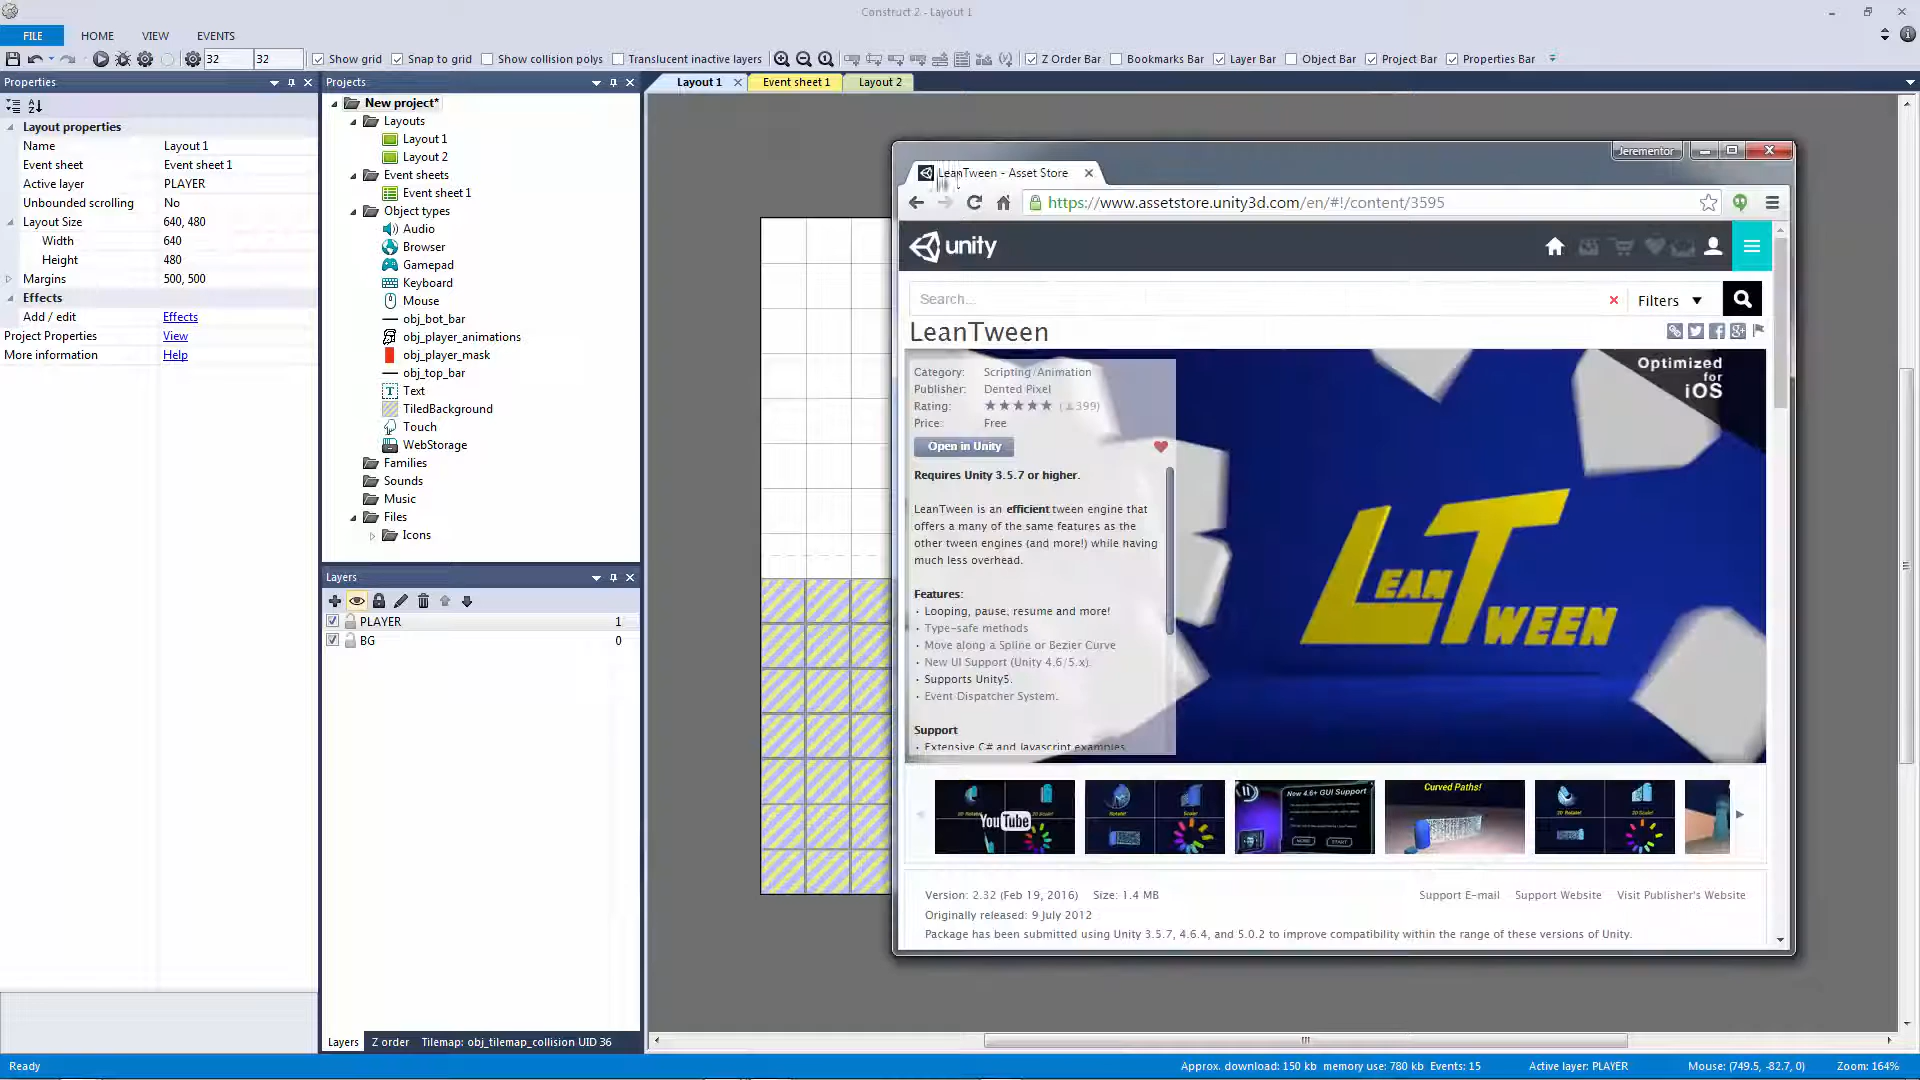 Construct 2 - Layout 1
FILE HOME VIEW EVENTS
32 32 Show grid Snap to grid Show collision polys Translucent inactive layers Z Order Bar Bookmarks Bar Layer Bar Object Bar Project Bar Properties Bar
Properties
Layout properties
Name Layout 1
Event sheet Event sheet 1
Active layer PLAYER
Unbounded scrolling No
Layout Size 640, 480
Width 640
Height 480
Margins 500, 500
Effects
Add / edit Effects
Project Properties View
More information Help
Projects
New project*
Layouts
Layout 1
Layout 2
Event sheets
Event sheet 1
Object types
Audio
Browser
Gamepad
Keyboard
Mouse
obj_bot_bar
obj_player_animations
obj_player_mask
obj_top_bar
Text
TiledBackground
Touch
WebStorage
Families
Sounds
Music
Files
Icons
Layers
PLAYER 1
BG 0
Layers Z order Tilemap: obj_tilemap_collision UID 36
Layout 1 Event sheet 1 Layout 2
Jerementor
LeanTween - Asset Store
https://www.assetstore.unity3d.com/en/#!/content/3595
unity
Search... Filters
LeanTween
Category: Scripting/Animation
Publisher: Dented Pixel
Rating: ★★★★★ (399)
Price: Free
Open in Unity
Requires Unity 3.5.7 or higher.
LeanTween is an efficient tween engine that
offers a many of the same features as the
other tween engines (and more!) while having
much less overhead.
Features:
· Looping, pause, resume and more!
· Type-safe methods
· Move along a Spline or Bezier Curve
· New UI Support (Unity 4.6/5.x).
· Supports Unity5.
· Event Dispatcher System.
Support
· Extensive C# and Javascript examples
Optimized
for
iOS
LEAN TWEEN
YouTube
New 4.6+ GUI Support
Curved Paths!
Version: 2.32 (Feb 19, 2016) Size: 1.4 MB
Support E-mail Support Website Visit Publisher's Website
Originally released: 9 July 2012
Package has been submitted using Unity 3.5.7, 4.6.4, and 5.0.2 to improve compatibility within the range of these versions of Unity.
Ready
Approx. download: 150 kb memory use: 780 kb Events: 15 Active layer: PLAYER Mouse: (749.5, -82.7, 0) Zoom: 164%